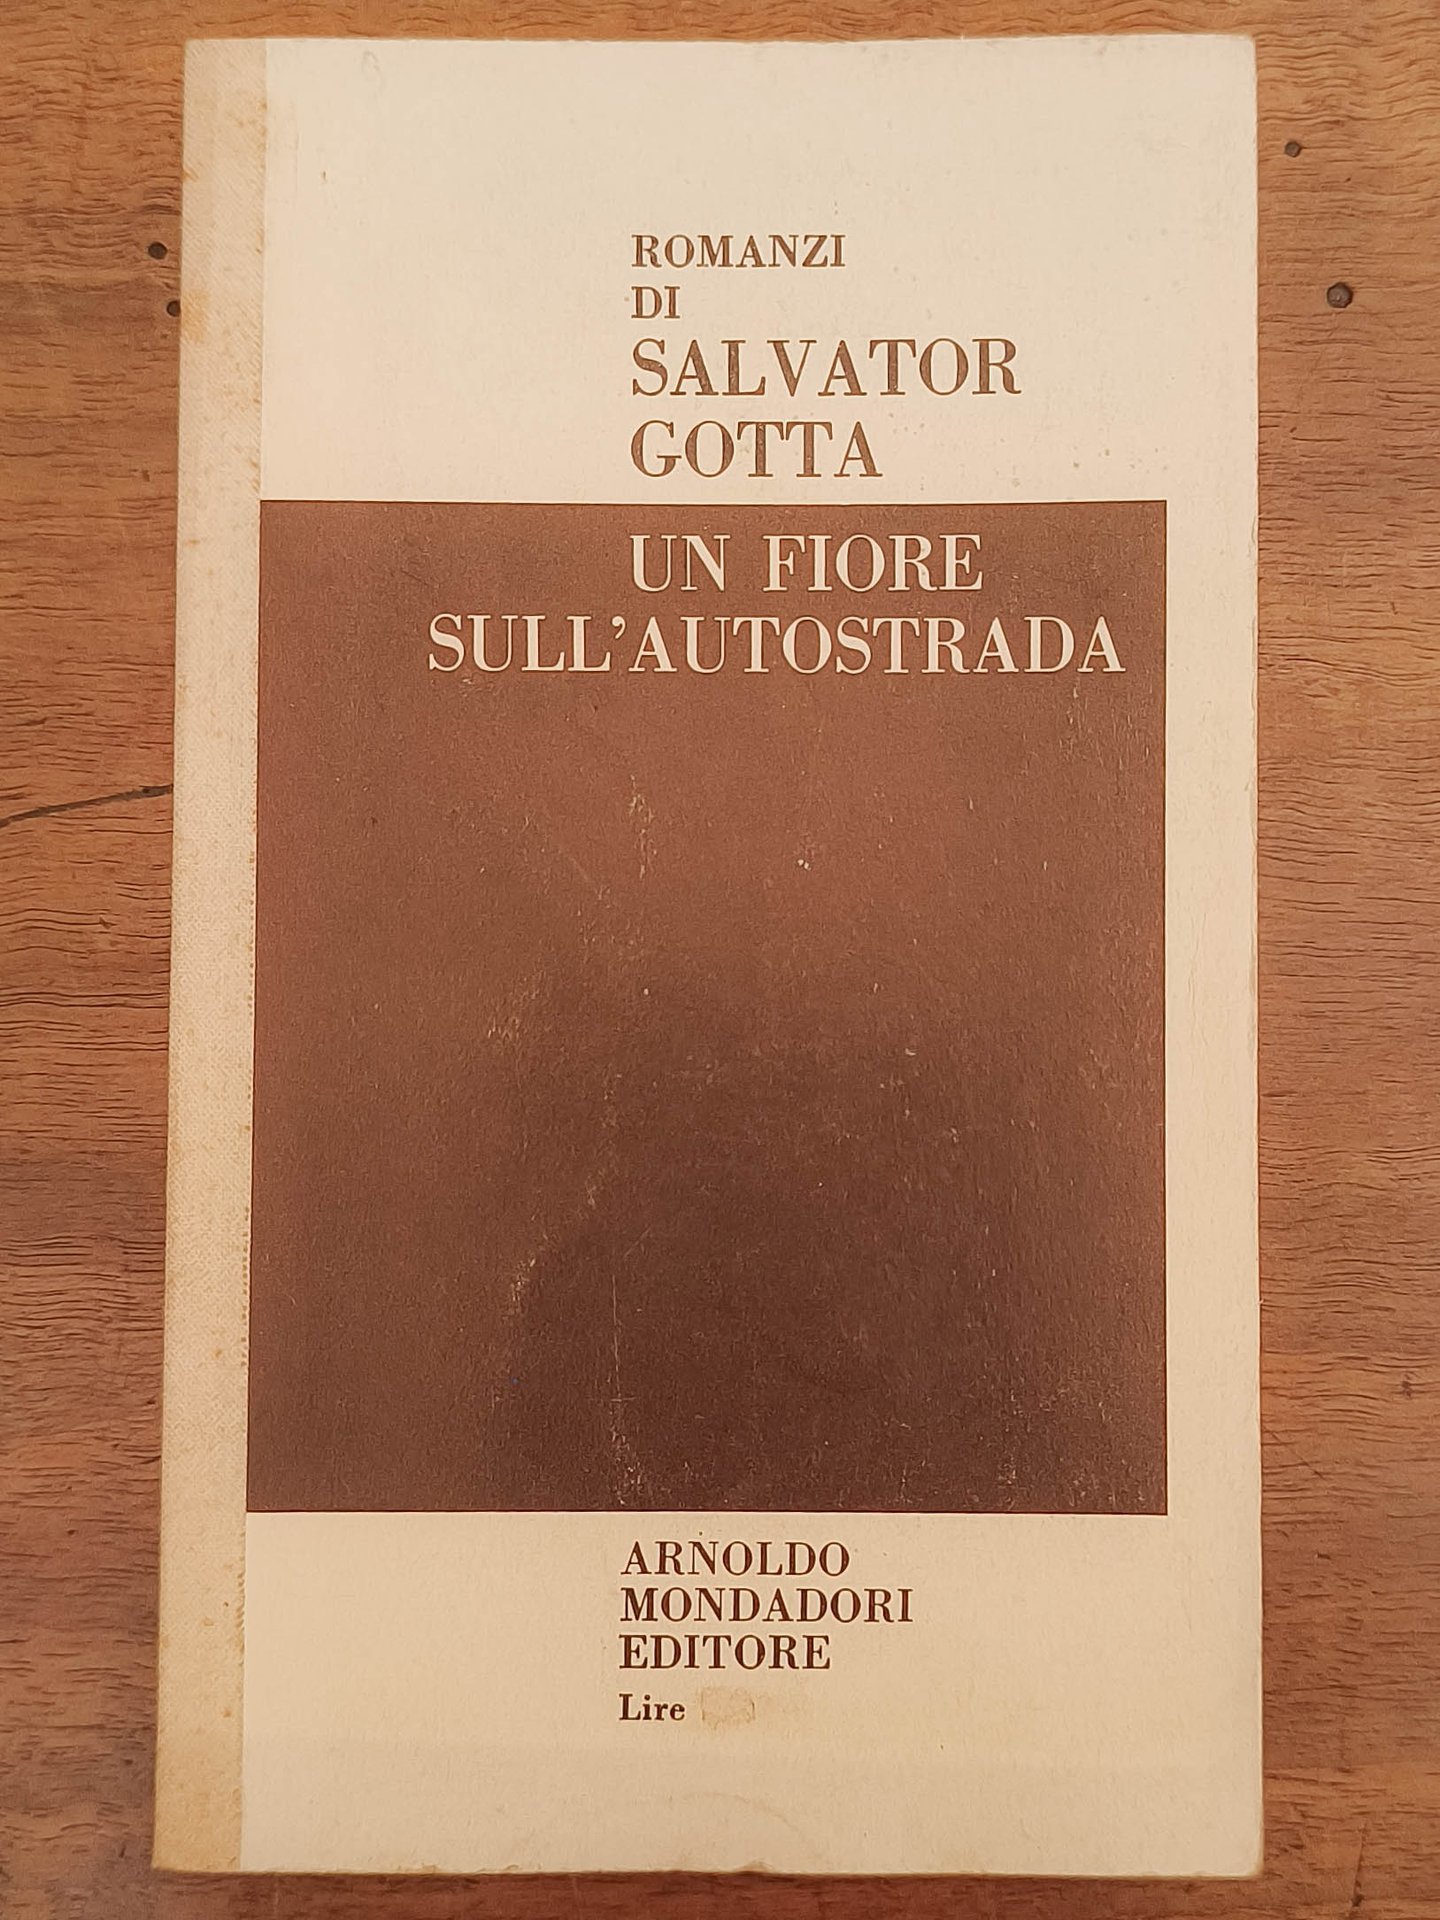 ROMANZI
DI
SALVATOR
GOTTA
UN FIORE
SULL'AUTOSTRADA
ARNOLDO
MONDADORI
EDITORE
Lire